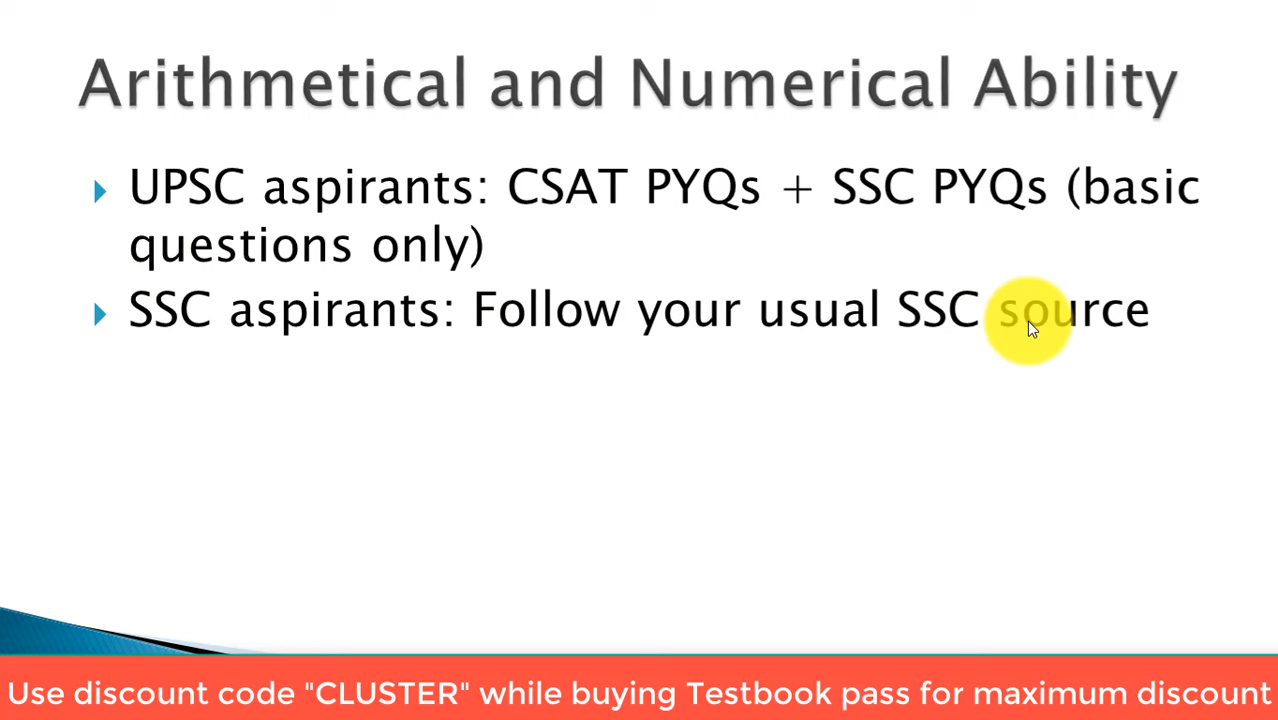 Arithmetical and Numerical Ability
UPSC aspirants: CSAT PYQs + SSC PYQs (basic
questions only)
SSC aspirants: Follow your usual SSC source
Use discount code "CLUSTER" while buying Testbook pass for maximum discount